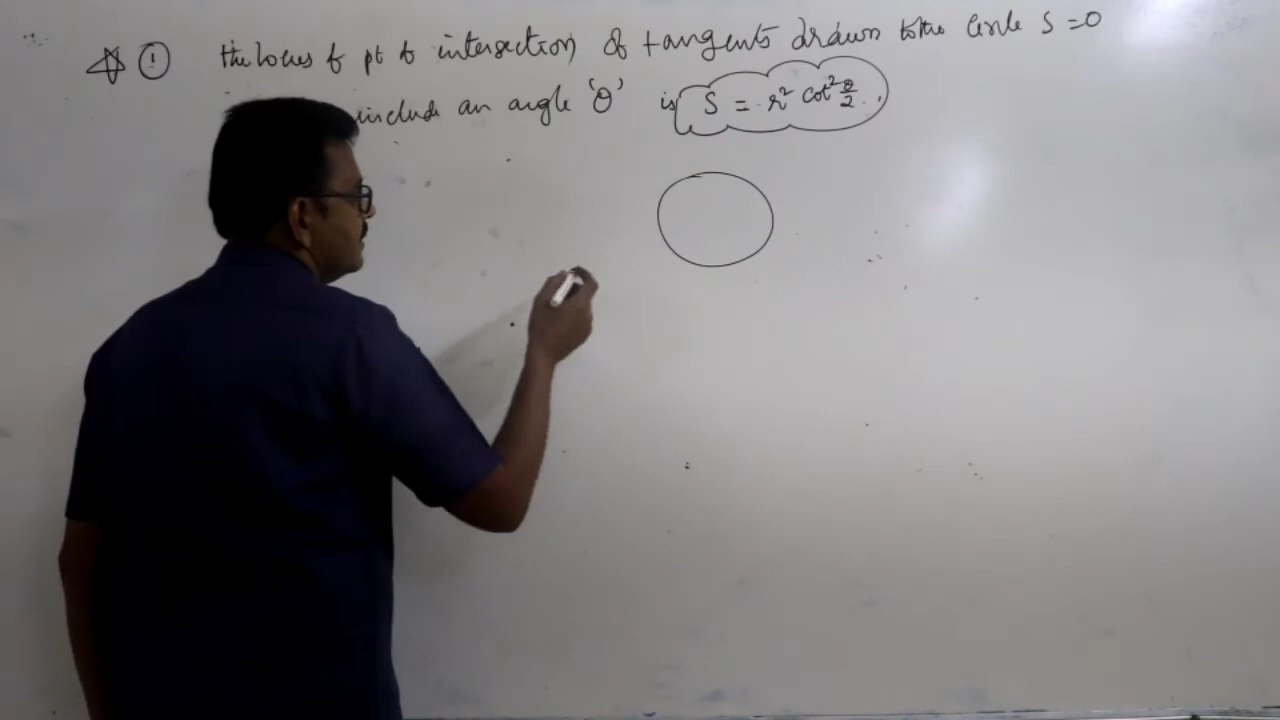 ① the locus of pt of intersection of tangents drawn to the circle S = 0
include an angle 'θ' is S = r² cot² θ/2.